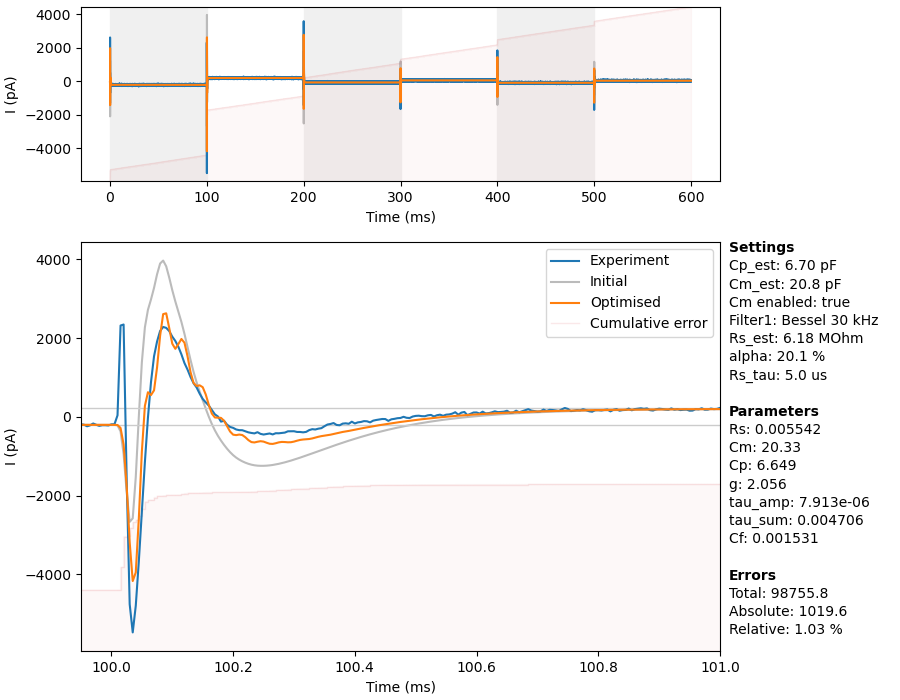 4000
2000
0
−2000
−4000
I (pA)
0 100 200 300 400 500 600
Time (ms)
4000
2000
0
−2000
−4000
I (pA)
100.0 100.2 100.4 100.6 100.8 101.0
Time (ms)
Experiment
Initial
Optimised
Cumulative error
Settings
Cp_est: 6.70 pF
Cm_est: 20.8 pF
Cm enabled: true
Filter1: Bessel 30 kHz
Rs_est: 6.18 MOhm
alpha: 20.1 %
Rs_tau: 5.0 us
Parameters
Rs: 0.005542
Cm: 20.33
Cp: 6.649
g: 2.056
tau_amp: 7.913e-06
tau_sum: 0.004706
Cf: 0.001531
Errors
Total: 98755.8
Absolute: 1019.6
Relative: 1.03 %